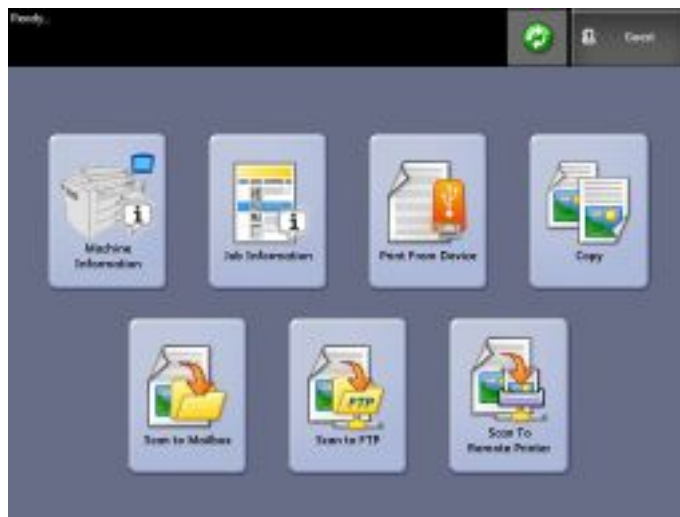 Ready...
Guest
Machine
Information
Job Information
Print From Device
Copy
Scan to Mailbox
FTP
Scan to FTP
Scan To
Remote Printer